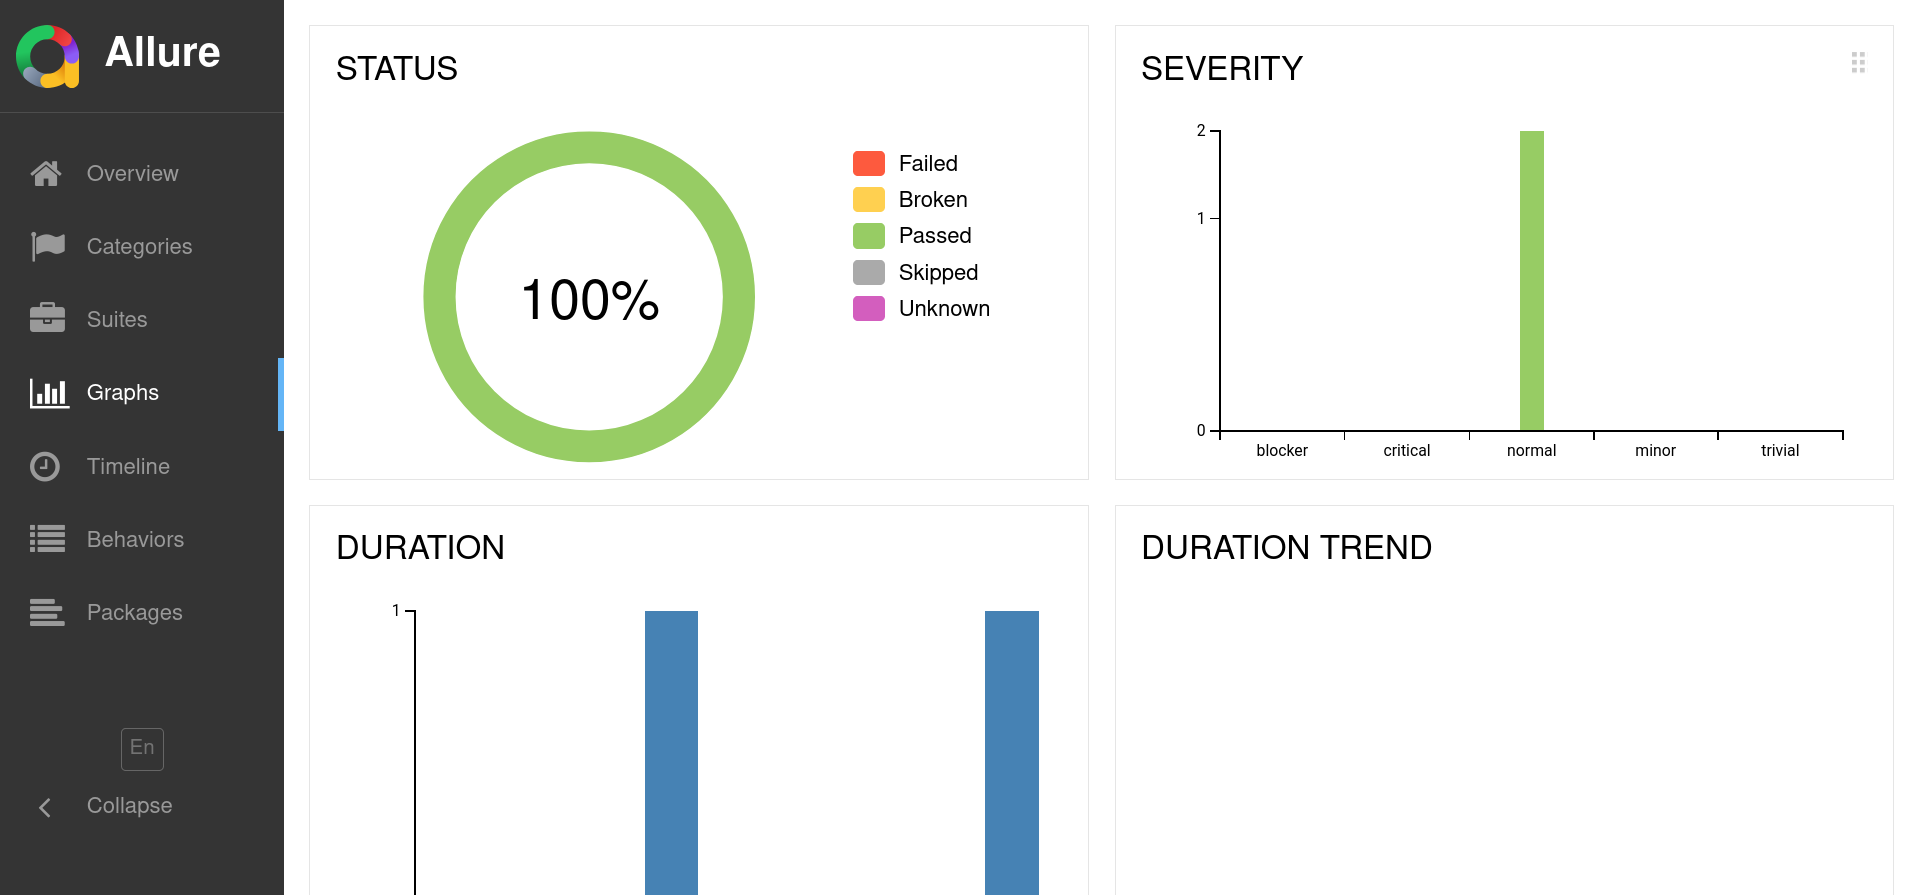 Allure
Overview
Categories
Suites
Graphs
Timeline
Behaviors
Packages
En
Collapse
STATUS
100%
Failed
Broken
Passed
Skipped
Unknown
SEVERITY
2
1
0
blocker critical normal minor trivial
DURATION
1
DURATION TREND